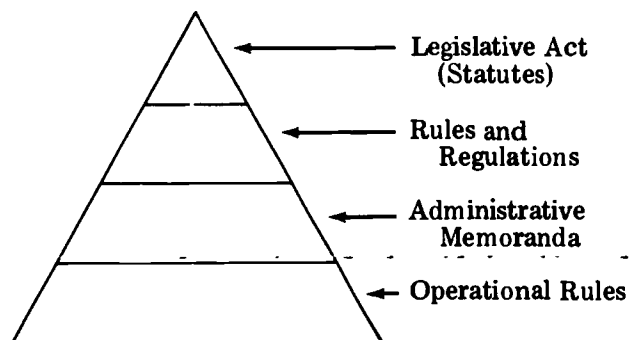 Legislative Act
(Statutes)
Rules and
Regulations
Administrative
Memoranda
Operational Rules